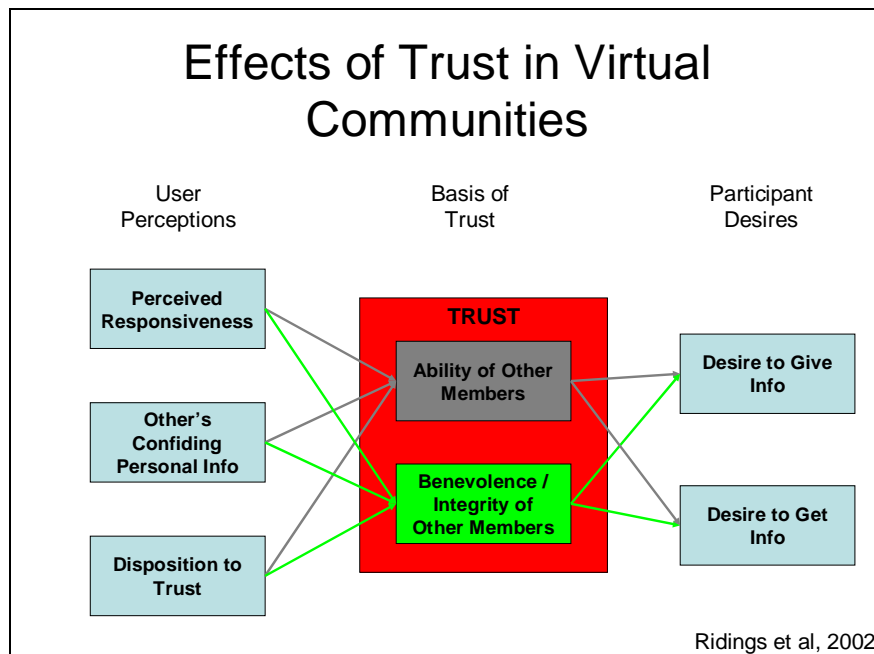 Effects of Trust in Virtual
Communities
User
Perceptions
Basis of
Trust
Participant
Desires
Perceived
Responsiveness
Other's
Confiding
Personal Info
Disposition to
Trust
TRUST
Ability of Other
Members
Benevolence /
Integrity of
Other Members
Desire to Give
Info
Desire to Get
Info
Ridings et al, 2002